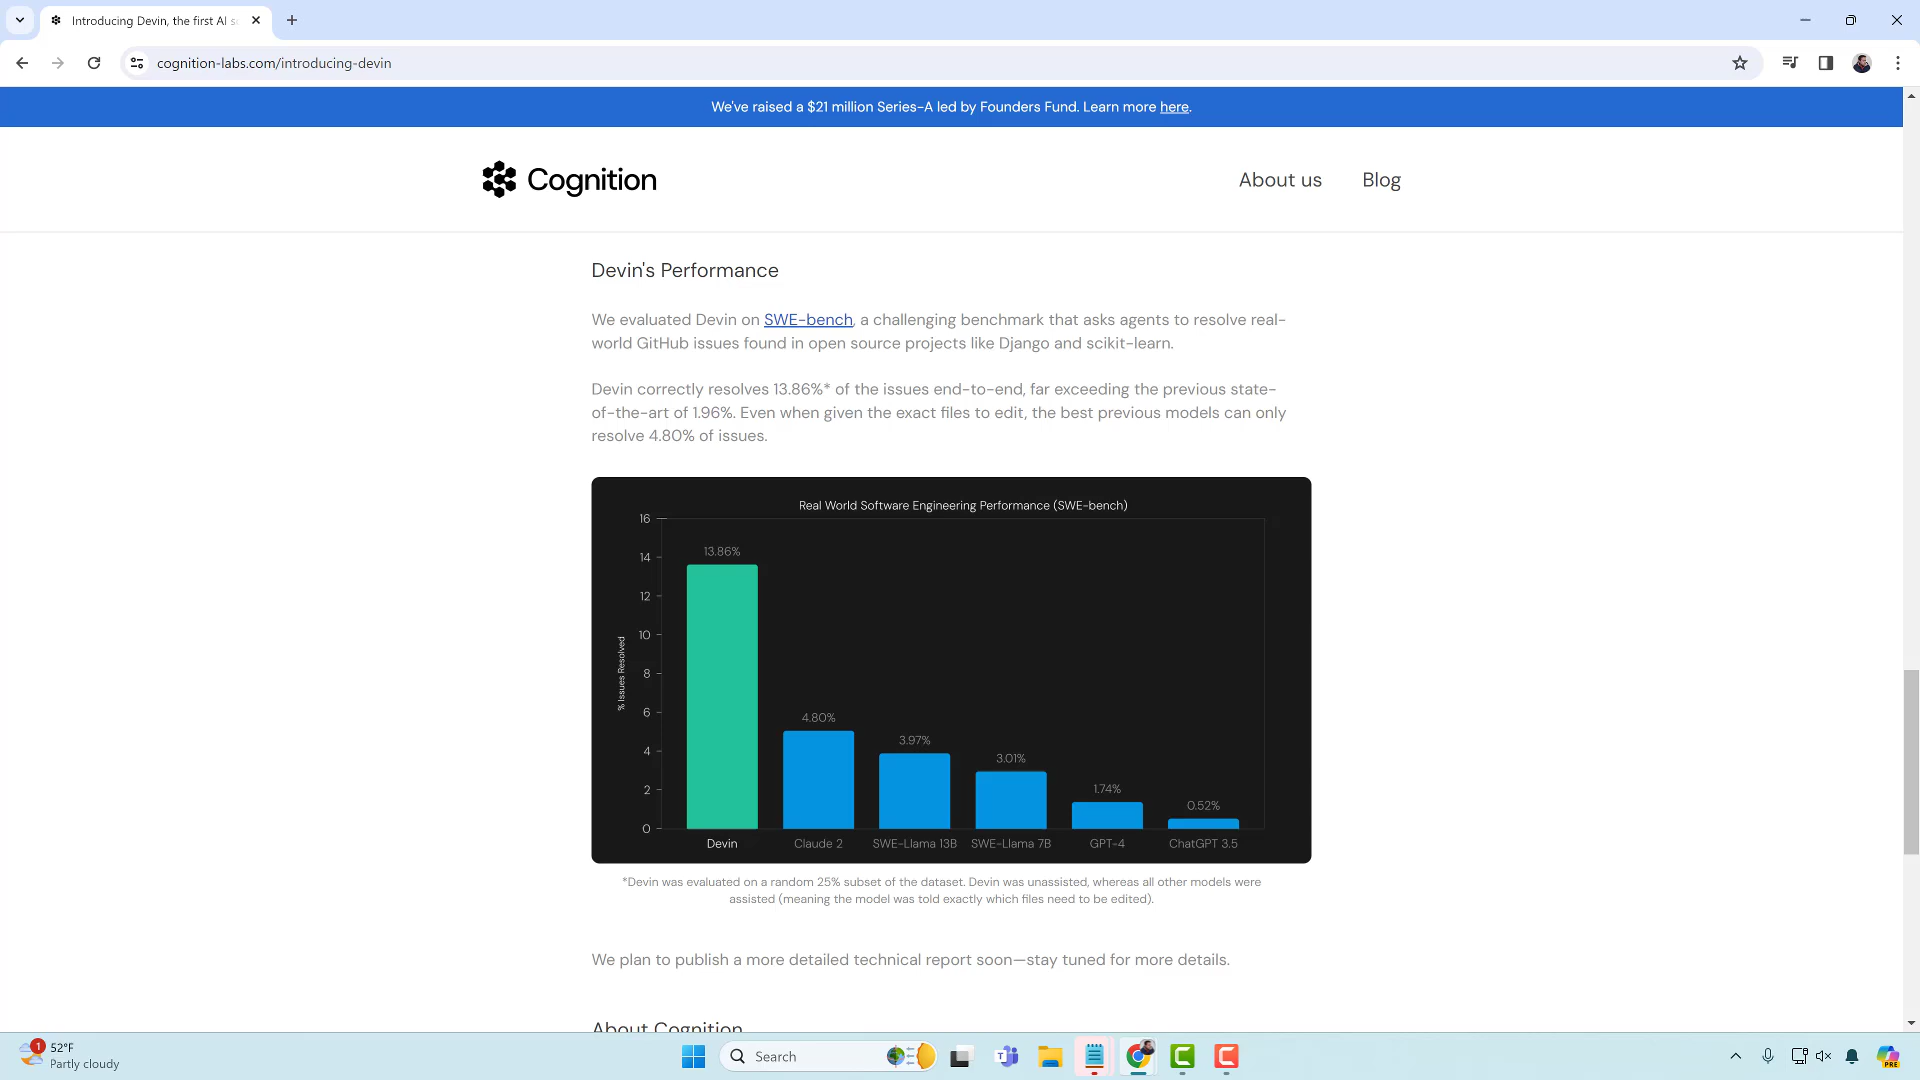 Introducing Devin, the first AI s
cognition-labs.com/introducing-devin
We've raised a $21 million Series-A led by Founders Fund. Learn more here.
Cognition
About us
Blog
Devin's Performance
We evaluated Devin on SWE-bench, a challenging benchmark that asks agents to resolve real-
world GitHub issues found in open source projects like Django and scikit-learn.
Devin correctly resolves 13.86%* of the issues end-to-end, far exceeding the previous state-
of-the-art of 1.96%. Even when given the exact files to edit, the best previous models can only
resolve 4.80% of issues.
Real World Software Engineering Performance (SWE-bench)
16
14
12
10
8
6
4
2
0
% Issues Resolved
13.86%
4.80%
3.97%
3.01%
1.74%
0.52%
Devin
Claude 2
SWE-Llama 13B
SWE-Llama 7B
GPT-4
ChatGPT 3.5
*Devin was evaluated on a random 25% subset of the dataset. Devin was unassisted, whereas all other models were
assisted (meaning the model was told exactly which files need to be edited).
We plan to publish a more detailed technical report soon—stay tuned for more details.
About Cognition
1
52°F
Partly cloudy
Search
PRE